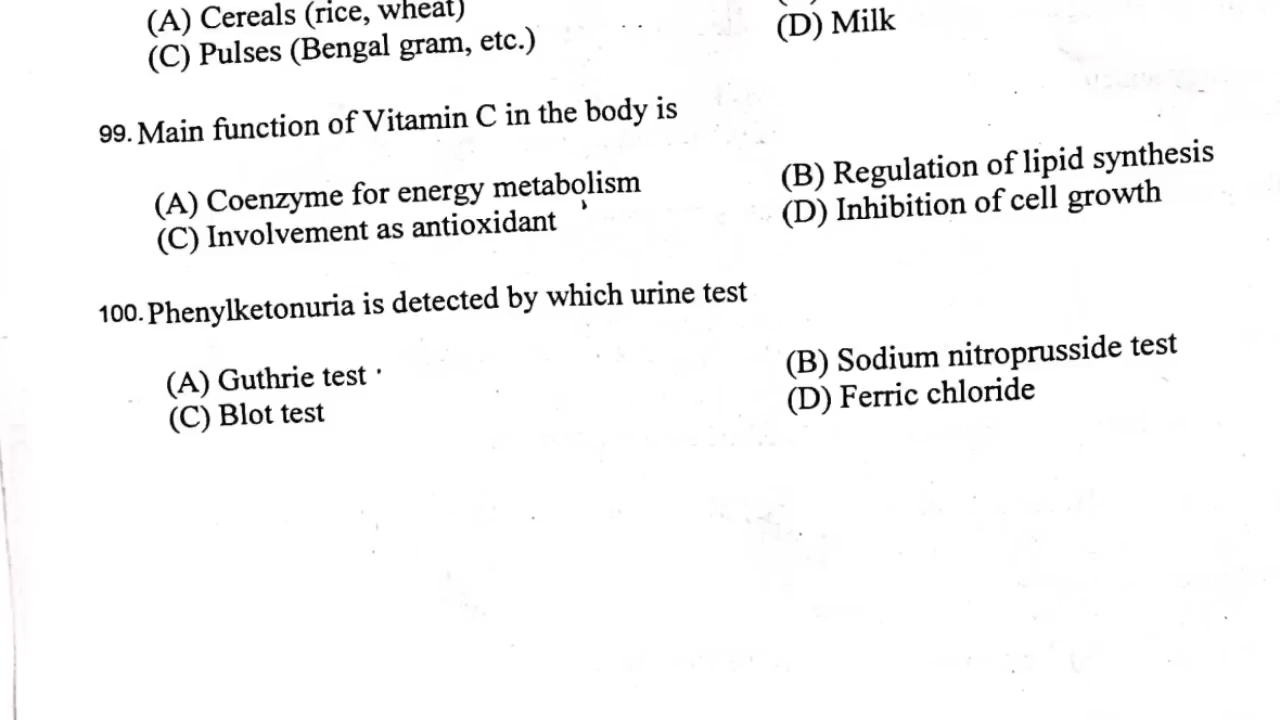 (A) Cereals (rice, wheat)
(D) Milk
(C) Pulses (Bengal gram, etc.)
99. Main function of Vitamin C in the body is
(A) Coenzyme for energy metabolism
(B) Regulation of lipid synthesis
(C) Involvement as antioxidant
(D) Inhibition of cell growth
100. Phenylketonuria is detected by which urine test
(A) Guthrie test
(B) Sodium nitroprusside test
(C) Blot test
(D) Ferric chloride